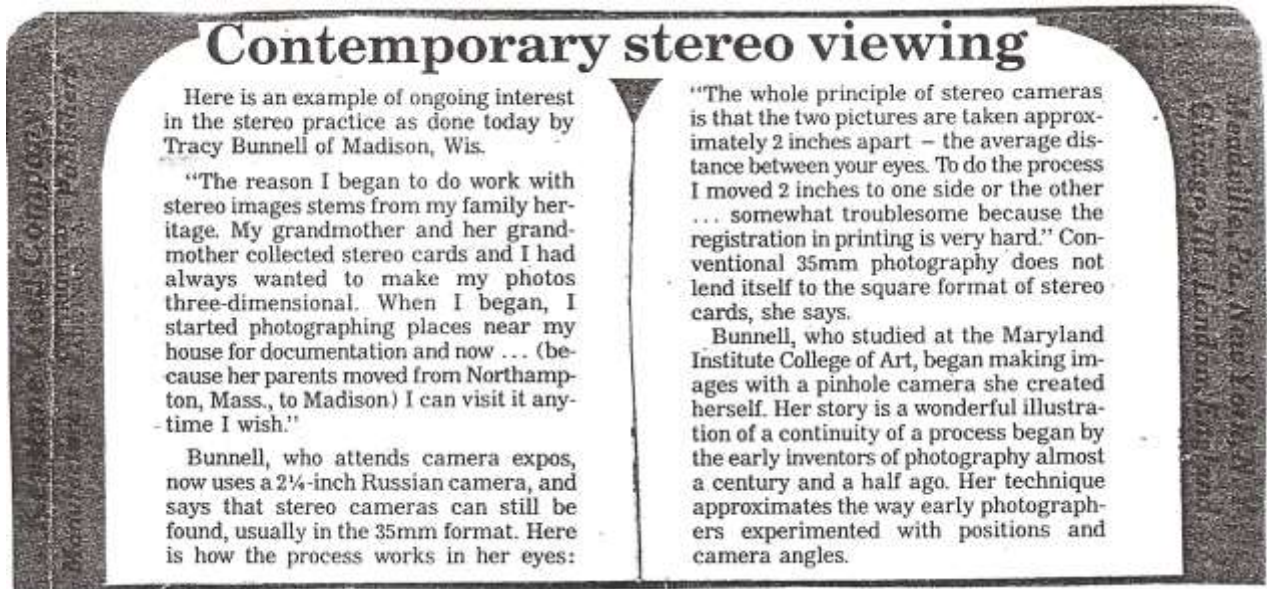 Contemporary stereo viewing
Here is an example of ongoing interest
in the stereo practice as done today by
Tracy Bunnell of Madison, Wis.
“The reason I began to do work with
stereo images stems from my family her-
itage. My grandmother and her grand-
mother collected stereo cards and I had
always wanted to make my photos
three-dimensional. When I began, I
started photographing places near my
house for documentation and now ... (be-
cause her parents moved from Northamp-
ton, Mass., to Madison) I can visit it any-
time I wish.”
Bunnell, who attends camera expos,
now uses a 2¼-inch Russian camera, and
says that stereo cameras can still be
found, usually in the 35mm format. Here
is how the process works in her eyes:
“The whole principle of stereo cameras
is that the two pictures are taken approx-
imately 2 inches apart – the average dis-
tance between your eyes. To do the process
I moved 2 inches to one side or the other
... somewhat troublesome because the
registration in printing is very hard.” Con-
ventional 35mm photography does not
lend itself to the square format of stereo
cards, she says.
Bunnell, who studied at the Maryland
Institute College of Art, began making im-
ages with a pinhole camera she created
herself. Her story is a wonderful illustra-
tion of a continuity of a process began by
the early inventors of photography almost
a century and a half ago. Her technique
approximates the way early photograph-
ers experimented with positions and
camera angles.
Keystone View Company
Meadville, Pa., New York,
Chicago, Ill., London, England